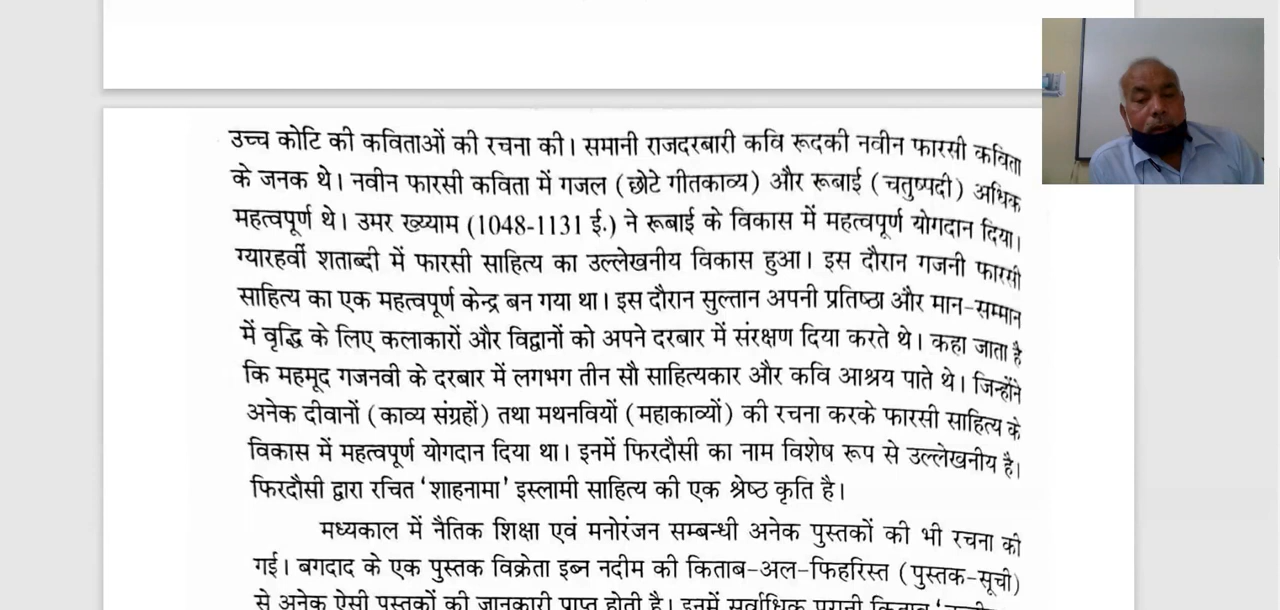 उच्च कोटि की कविताओं की रचना की। समानी राजदरबारी कवि रूदकी नवीन फारसी कविता
के जनक थे। नवीन फारसी कविता में गजल (छोटे गीतकाव्य) और रूबाई (चतुष्पदी) अधिक
महत्वपूर्ण थे। उमर ख्य्याम (1048-1131 ई.) ने रूबाई के विकास में महत्वपूर्ण योगदान दिया।
ग्यारहवीं शताब्दी में फारसी साहित्य का उल्लेखनीय विकास हुआ। इस दौरान गजनी फारसी
साहित्य का एक महत्वपूर्ण केन्द्र बन गया था। इस दौरान सुल्तान अपनी प्रतिष्ठा और मान-सम्मान
में वृद्धि के लिए कलाकारों और विद्वानों को अपने दरबार में संरक्षण दिया करते थे। कहा जाता है
कि महमूद गजनवी के दरबार में लगभग तीन सौ साहित्यकार और कवि आश्रय पाते थे। जिन्होंने
अनेक दीवानों (काव्य संग्रहों) तथा मथनवियों (महाकाव्यों) की रचना करके फारसी साहित्य के
विकास में महत्वपूर्ण योगदान दिया था। इनमें फिरदौसी का नाम विशेष रूप से उल्लेखनीय है।
फिरदौसी द्वारा रचित 'शाहनामा' इस्लामी साहित्य की एक श्रेष्ठ कृति है।
मध्यकाल में नैतिक शिक्षा एवं मनोरंजन सम्बन्धी अनेक पुस्तकों की भी रचना की
गई। बगदाद के एक पुस्तक विक्रेता इब्न नदीम की किताब-अल-फिहरिस्त (पुस्तक-सूची)
से अनेक ऐसी पुस्तकों की जानकारी प्राप्त होती है। इनमें सर्वाधिक पुरानी किताब